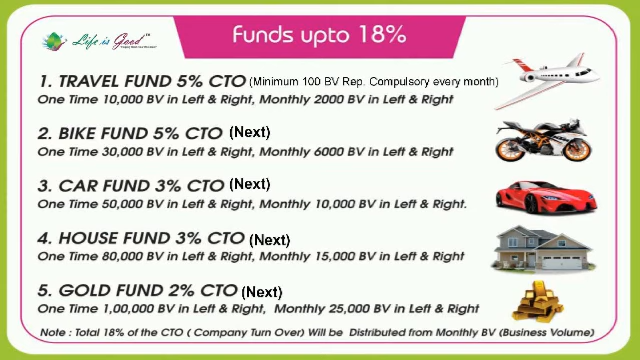 Life is Good™
Funds upto 18%
1. TRAVEL FUND 5% CTO (Minimum 100 BV Rep. Compulsory every month)
One Time 10,000 BV in Left & Right, Monthly 2000 BV in Left & Right
2. BIKE FUND 5% CTO (Next)
One Time 30,000 BV in Left & Right, Monthly 6000 BV in Left & Right
3. CAR FUND 3% CTO (Next)
One Time 50,000 BV in Left & Right, Monthly 10,000 BV in Left & Right.
4. HOUSE FUND 3% CTO (Next)
One Time 80,000 BV in Left & Right, Monthly 15,000 BV in Left & Right
5. GOLD FUND 2% CTO (Next)
One Time 1,00,000 BV in Left & Right, Monthly 25,000 BV in Left & Right
Note : Total 18% of the CTO ( Company Turn Over) Will be Distributed from Monthly BV (Business Volume)